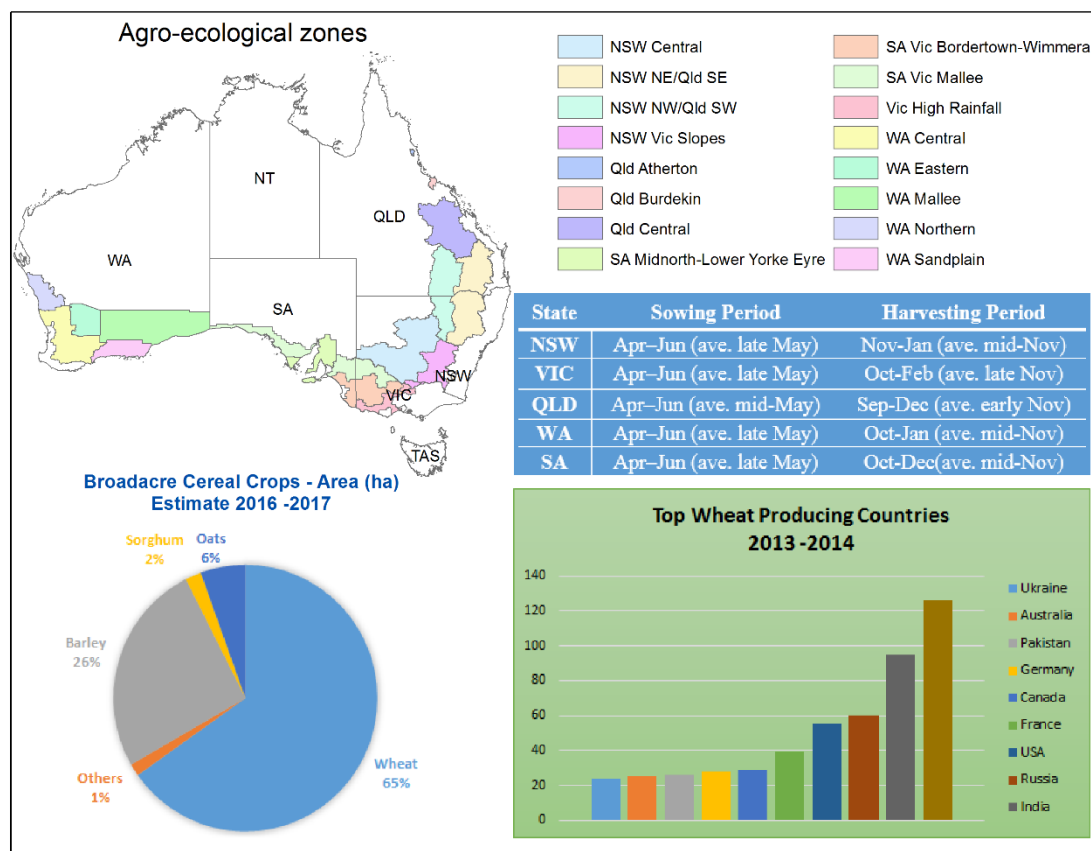 Agro-ecological zones
NT
QLD
WA
SA
NSW
VIC
TAS
NSW Central
NSW NE/Qld SE
NSW NW/Qld SW
NSW Vic Slopes
Qld Atherton
Qld Burdekin
Qld Central
SA Midnorth-Lower Yorke Eyre
SA Vic Bordertown-Wimmera
SA Vic Mallee
Vic High Rainfall
WA Central
WA Eastern
WA Mallee
WA Northern
WA Sandplain
State Sowing Period Harvesting Period
NSW Apr–Jun (ave. late May) Nov-Jan (ave. mid-Nov)
VIC Apr–Jun (ave. late May) Oct-Feb (ave. late Nov)
QLD Apr–Jun (ave. mid-May) Sep-Dec (ave. early Nov)
WA Apr–Jun (ave. late May) Oct-Jan (ave. mid-Nov)
SA Apr–Jun (ave. late May) Oct-Dec(ave. mid-Nov)
Broadacre Cereal Crops - Area (ha)
Estimate 2016 -2017
Sorghum
2%
Oats
6%
Barley
26%
Others
1%
Wheat
65%
Top Wheat Producing Countries
2013 -2014
140
120
100
80
60
40
20
0
Ukraine
Australia
Pakistan
Germany
Canada
France
USA
Russia
India